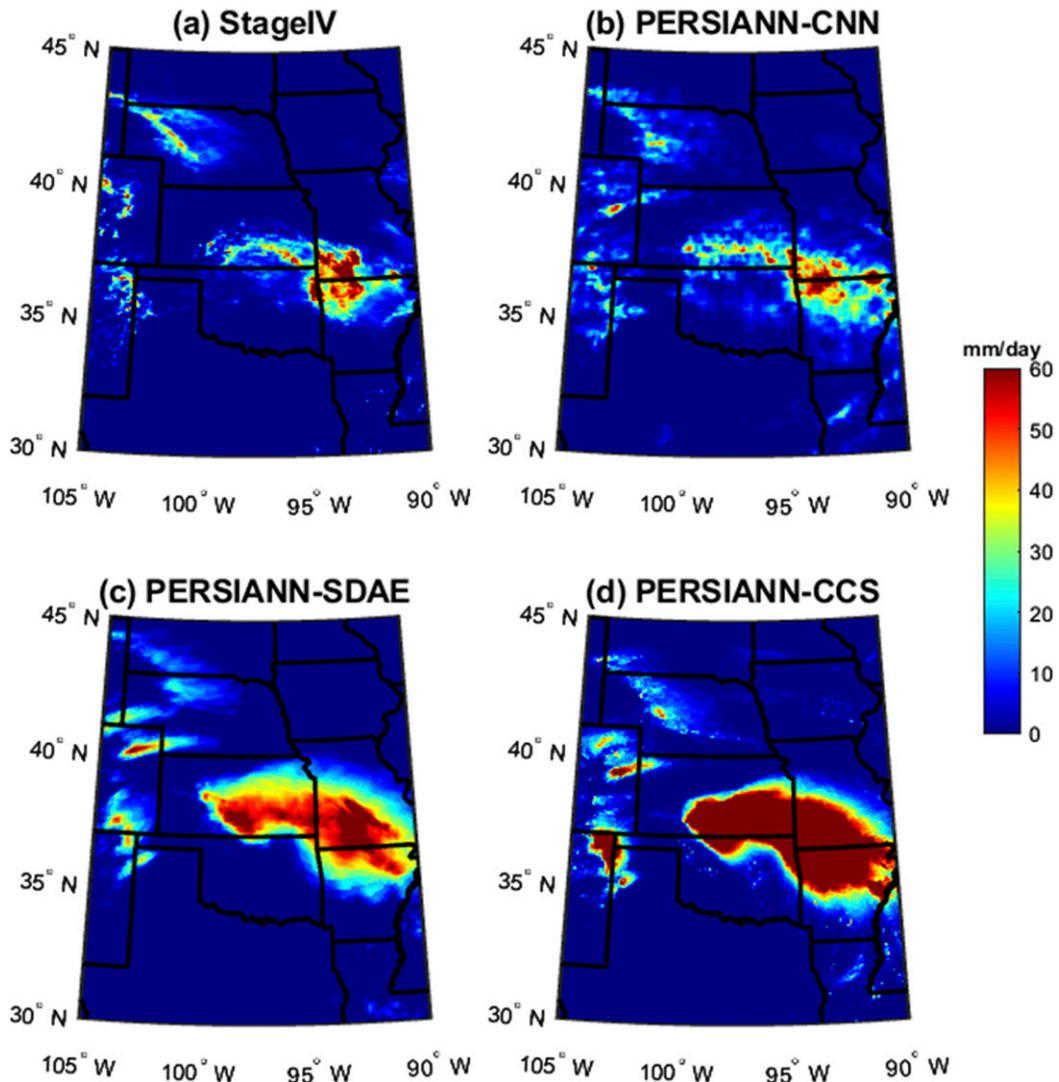 (a) StageIV
(b) PERSIANN-CNN
45° N
45° N
40° N
40° N
35° N
35° N
30° N
30° N
105° W
100° W
95° W
90° W
105° W
100° W
95° W
90° W
mm/day
60
50
40
30
20
10
0
(c) PERSIANN-SDAE
(d) PERSIANN-CCS
45° N
45° N
40° N
40° N
35° N
35° N
30° N
30° N
105° W
100° W
95° W
90° W
105° W
100° W
95° W
90° W